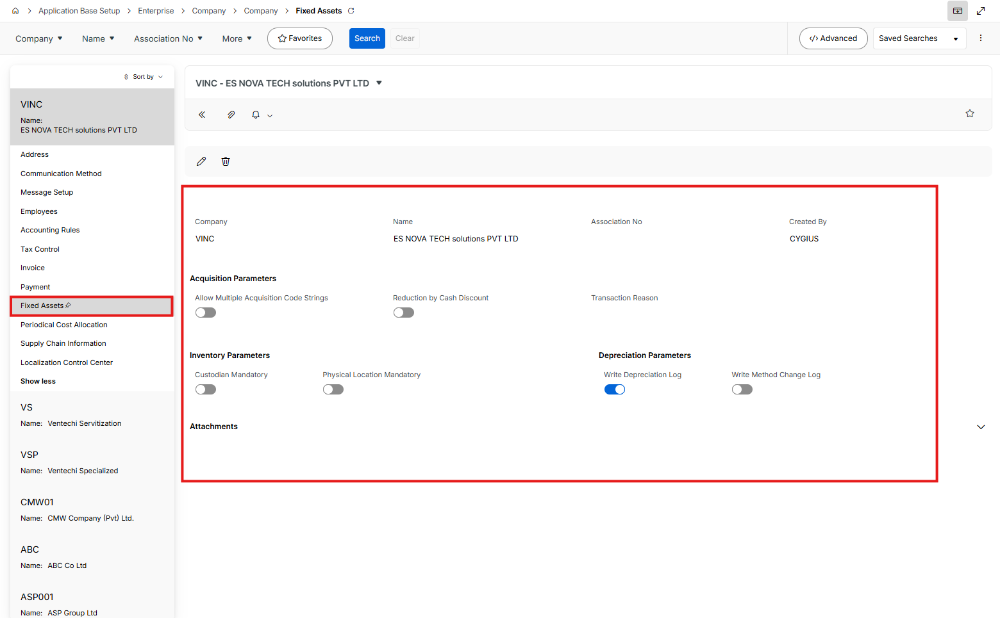 Application Base Setup > Enterprise > Company > Company > Fixed Assets
Company Name Association No More Favorites Search Clear </> Advanced Saved Searches
Sort by
VINC
Name:
ES NOVA TECH solutions PVT LTD
Address
Communication Method
Message Setup
Employees
Accounting Rules
Tax Control
Invoice
Payment
Fixed Assets
Periodical Cost Allocation
Supply Chain Information
Localization Control Center
Show less
VS
Name: Ventechi Servitization
VSP
Name: Ventechi Specialized
CMW01
Name: CMW Company (Pvt) Ltd.
ABC
Name: ABC Co Ltd
ASP001
Name: ASP Group Ltd
VINC - ES NOVA TECH solutions PVT LTD
Company Name Association No Created By
VINC ES NOVA TECH solutions PVT LTD CYGIUS
Acquisition Parameters
Allow Multiple Acquisition Code Strings Reduction by Cash Discount Transaction Reason
Inventory Parameters Depreciation Parameters
Custodian Mandatory Physical Location Mandatory Write Depreciation Log Write Method Change Log
Attachments